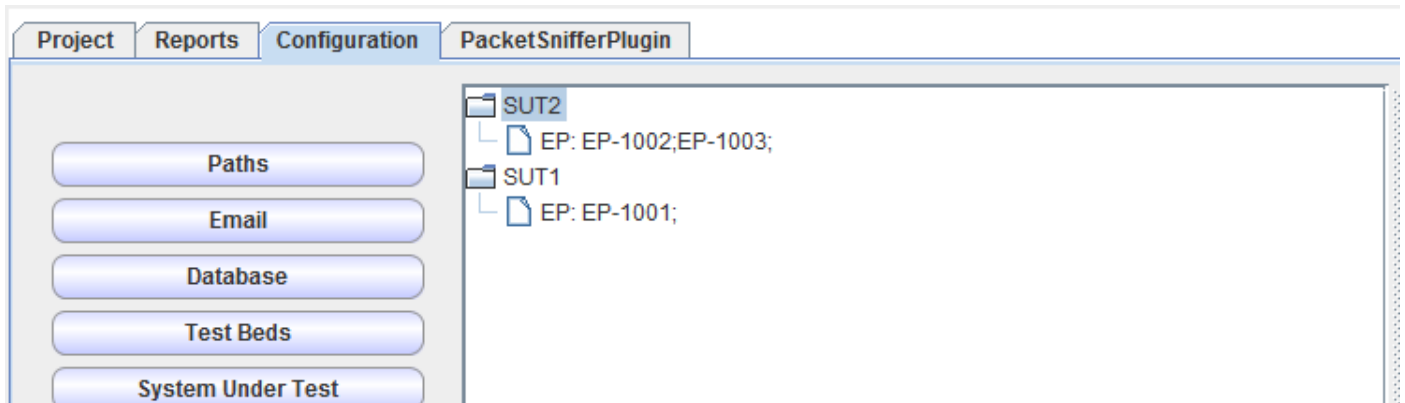 Project Reports Configuration PacketSnifferPlugin
SUT2
EP: EP-1002;EP-1003;
SUT1
EP: EP-1001;
Paths
Email
Database
Test Beds
System Under Test